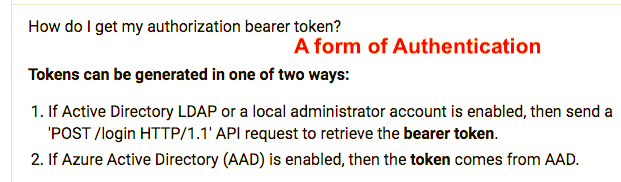 How do I get my authorization bearer token?
A form of Authentication
Tokens can be generated in one of two ways:
1. If Active Directory LDAP or a local administrator account is enabled, then send a
'POST /login HTTP/1.1' API request to retrieve the bearer token.
2. If Azure Active Directory (AAD) is enabled, then the token comes from AAD.